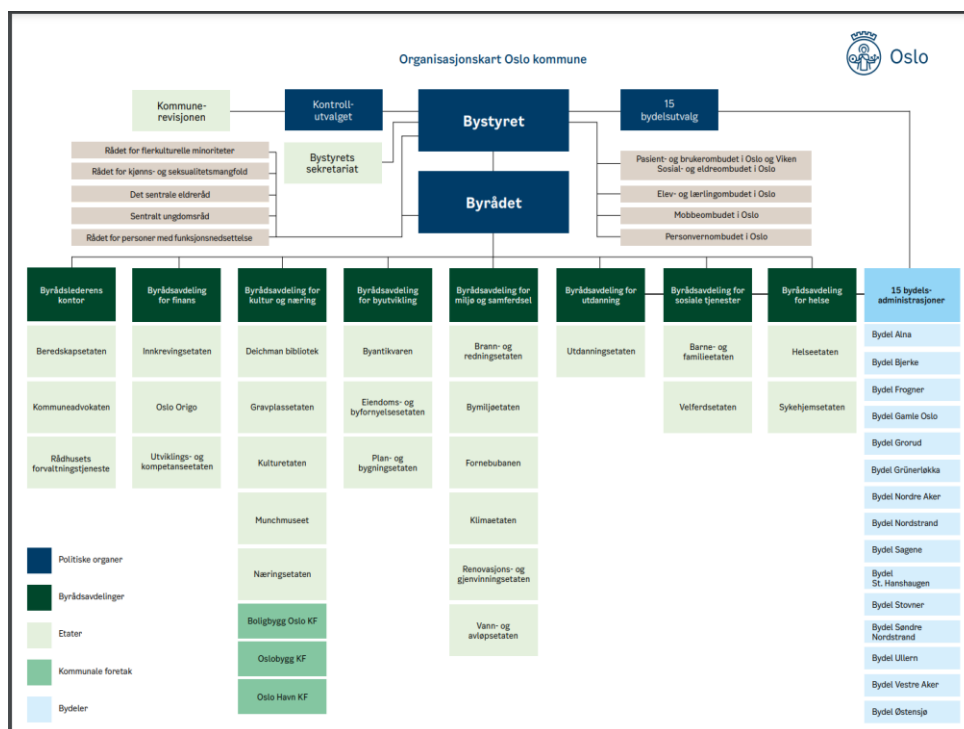 Organisasjonskart Oslo kommune
Oslo
Kommune-
revisjonen
Kontroll-
utvalget
Bystyret
15
bydelsutvalg
Bystyrets
sekretariat
Rådet for flerkulturelle minoriteter
Rådet for kjønns- og seksualitetsmangfold
Det sentrale eldreråd
Sentralt ungdomsråd
Rådet for personer med funksjonsnedsettelse
Byrådet
Pasient- og brukerombudet i Oslo og Viken
Sosial- og eldreombudet i Oslo
Elev- og lærlingombudet i Oslo
Mobbeombudet i Oslo
Personvernombudet i Oslo
Byrådslederens
kontor
Beredskapsetaten
Kommuneadvokaten
Rådhusets
forvaltningstjeneste
Byrådsavdeling
for finans
Innkrevingsetaten
Oslo Origo
Utviklings- og
kompetanseetaten
Byrådsavdeling for
kultur og næring
Deichman bibliotek
Gravplassetaten
Kulturetaten
Munchmuseet
Næringsetaten
Boligbygg Oslo KF
Oslobygg KF
Oslo Havn KF
Byrådsavdeling
for byutvikling
Byantikvaren
Eiendoms- og
byfornyelsesetaten
Plan- og
bygningsetaten
Byrådsavdeling for
miljø og samferdsel
Brann- og
redningsetaten
Bymiljøetaten
Fornebubanen
Klimaetaten
Renovasjons- og
gjenvinningsetaten
Vann- og
avløpsetaten
Byrådsavdeling for
utdanning
Utdanningsetaten
Byrådsavdeling for
sosiale tjenester
Barne- og
familieetaten
Velferdsetaten
Byrådsavdeling
for helse
Helseetaten
Sykehjemsetaten
15 bydels-
administrasjoner
Bydel Alna
Bydel Bjerke
Bydel Frogner
Bydel Gamle Oslo
Bydel Grorud
Bydel Grünerløkka
Bydel Nordre Aker
Bydel Nordstrand
Bydel Sagene
Bydel
St. Hanshaugen
Bydel Stovner
Bydel Søndre
Nordstrand
Bydel Ullern
Bydel Vestre Aker
Bydel Østensjø
Politiske organer
Byrådsavdelinger
Etater
Kommunale foretak
Bydeler